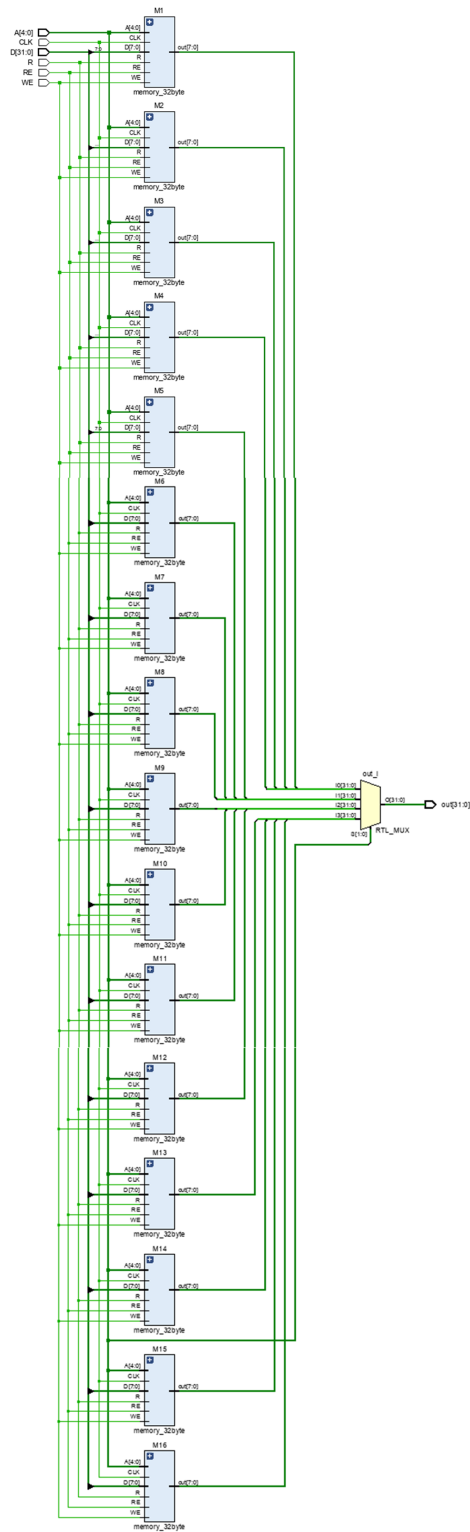 M1
A[4:0] A[4:0]
CLK CLK
D[31:0] 7:0 D[7:0] out[7:0]
R R
RE RE
WE WE
memory_32byte
M2
A[4:0]
CLK
D[7:0] out[7:0]
R
RE
WE
memory_32byte
M3
A[4:0]
CLK
D[7:0] out[7:0]
R
RE
WE
memory_32byte
M4
A[4:0]
CLK
D[7:0] out[7:0]
R
RE
WE
memory_32byte
M5
A[4:0]
CLK
7:0 D[7:0] out[7:0]
R
RE
WE
memory_32byte
M6
A[4:0]
CLK
D[7:0] out[7:0]
R
RE
WE
memory_32byte
M7
A[4:0]
CLK
D[7:0] out[7:0]
R
RE
WE
memory_32byte
M8
A[4:0]
CLK
D[7:0] out[7:0]
R
RE
WE
memory_32byte
M9
A[4:0]
CLK
D[7:0] out[7:0]
R
RE
WE
memory_32byte
out_i
I0[31:0]
I1[31:0]
I2[31:0] O[31:0] out[31:0]
I3[31:0]
S[1:0] RTL_MUX
M10
A[4:0]
CLK
D[7:0] out[7:0]
R
RE
WE
memory_32byte
M11
A[4:0]
CLK
D[7:0] out[7:0]
R
RE
WE
memory_32byte
M12
A[4:0]
CLK
D[7:0] out[7:0]
R
RE
WE
memory_32byte
M13
A[4:0]
CLK
D[7:0] out[7:0]
R
RE
WE
memory_32byte
M14
A[4:0]
CLK
D[7:0] out[7:0]
R
RE
WE
memory_32byte
M15
A[4:0]
CLK
D[7:0] out[7:0]
R
RE
WE
memory_32byte
M16
A[4:0]
CLK
D[7:0] out[7:0]
R
RE
WE
memory_32byte